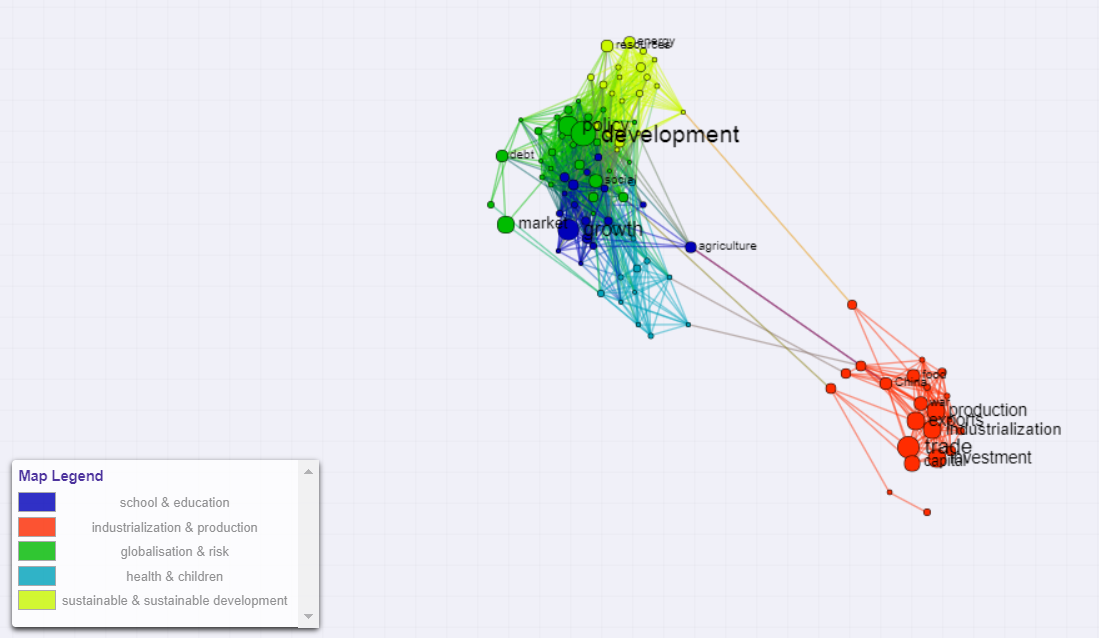 energy
resources
policy
development
debt
social
market
growth
agriculture
food
China
war
production
exports
industrialization
trade
capital
investment
Map Legend
school & education
industrialization & production
globalisation & risk
health & children
sustainable & sustainable development